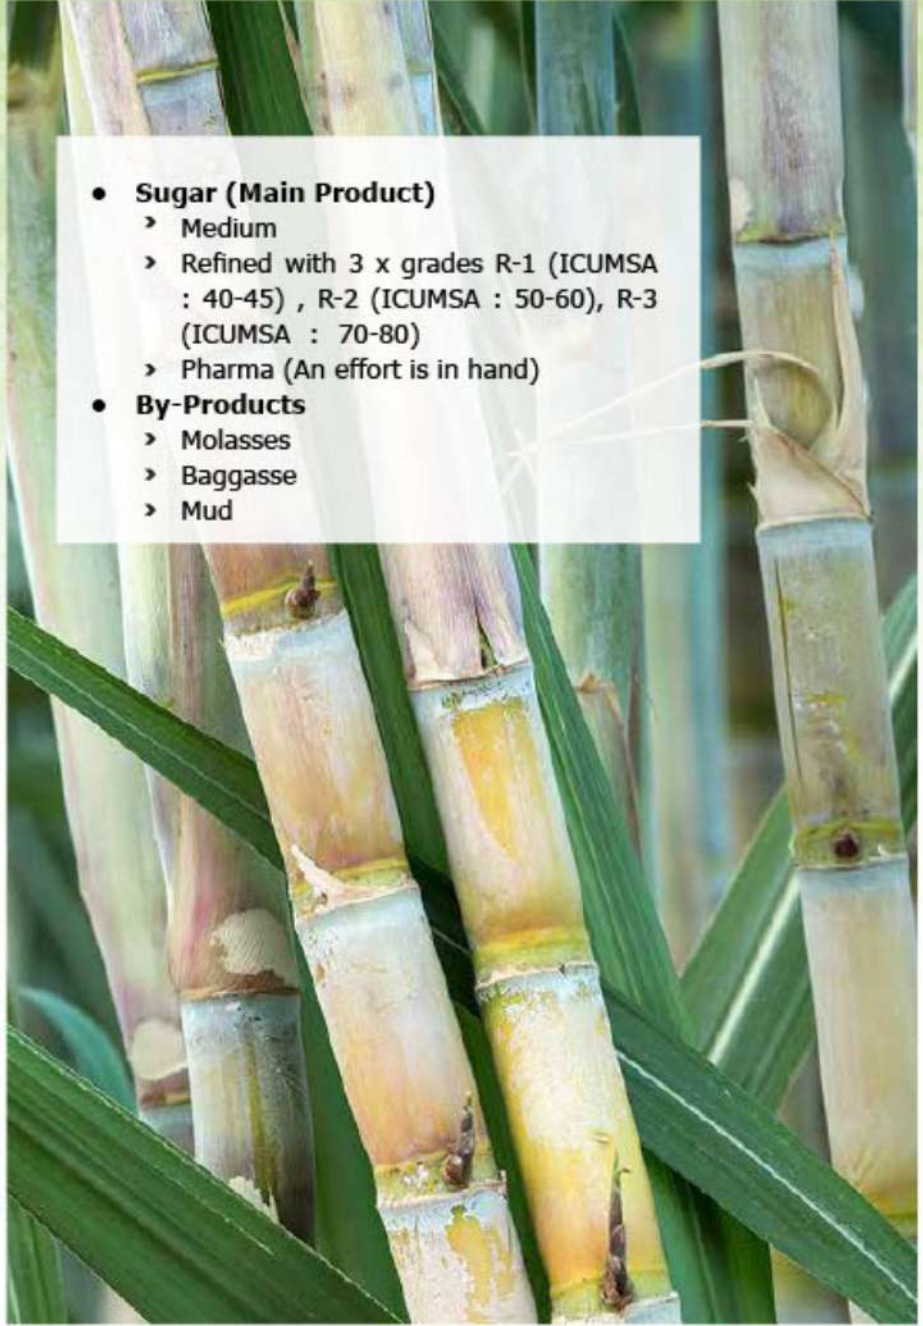 • Sugar (Main Product)
› Medium
› Refined with 3 x grades R-1 (ICUMSA
: 40-45) , R-2 (ICUMSA : 50-60), R-3
(ICUMSA : 70-80)
› Pharma (An effort is in hand)
• By-Products
› Molasses
› Baggasse
› Mud